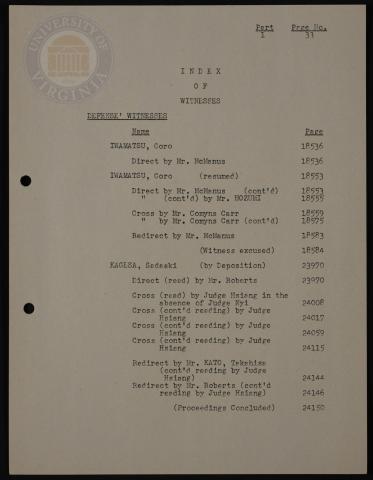 UNIVERSITY OF VIRGINIA
Part Page No.
1 33
I N D E X
O F
WITNESSES
DEFENSE' WITNESSES
Name Page
IWAMATSU, Goro 18536
Direct by Mr. McManus 18536
IWAMATSU, Goro (resumed) 18553
Direct by Mr. McManus (cont'd) 18553
" (cont'd) by Mr. HOZUMI 18555
Cross by Mr. Comyns Carr 18559
" by Mr. Comyns Carr (cont'd) 18575
Redirect by Mr. McManus 18583
(Witness excused) 18584
KAGESA, Sadaaki (by Deposition) 23970
Direct (read) by Mr. Roberts 23970
Cross (read) by Judge Hsiang in the
absence of Judge Nyi 24008
Cross (cont'd reading) by Judge
Hsiang 24017
Cross (cont'd reading) by Judge
Hsiang 24059
Cross (cont'd reading) by Judge
Hsiang 24115
Redirect by Mr. KATO, Takahisa
(cont'd reading by Judge
Hsiang) 24144
Redirect by Mr. Roberts (cont'd
reading by Judge Hsiang) 24146
(Proceedings Concluded) 24150